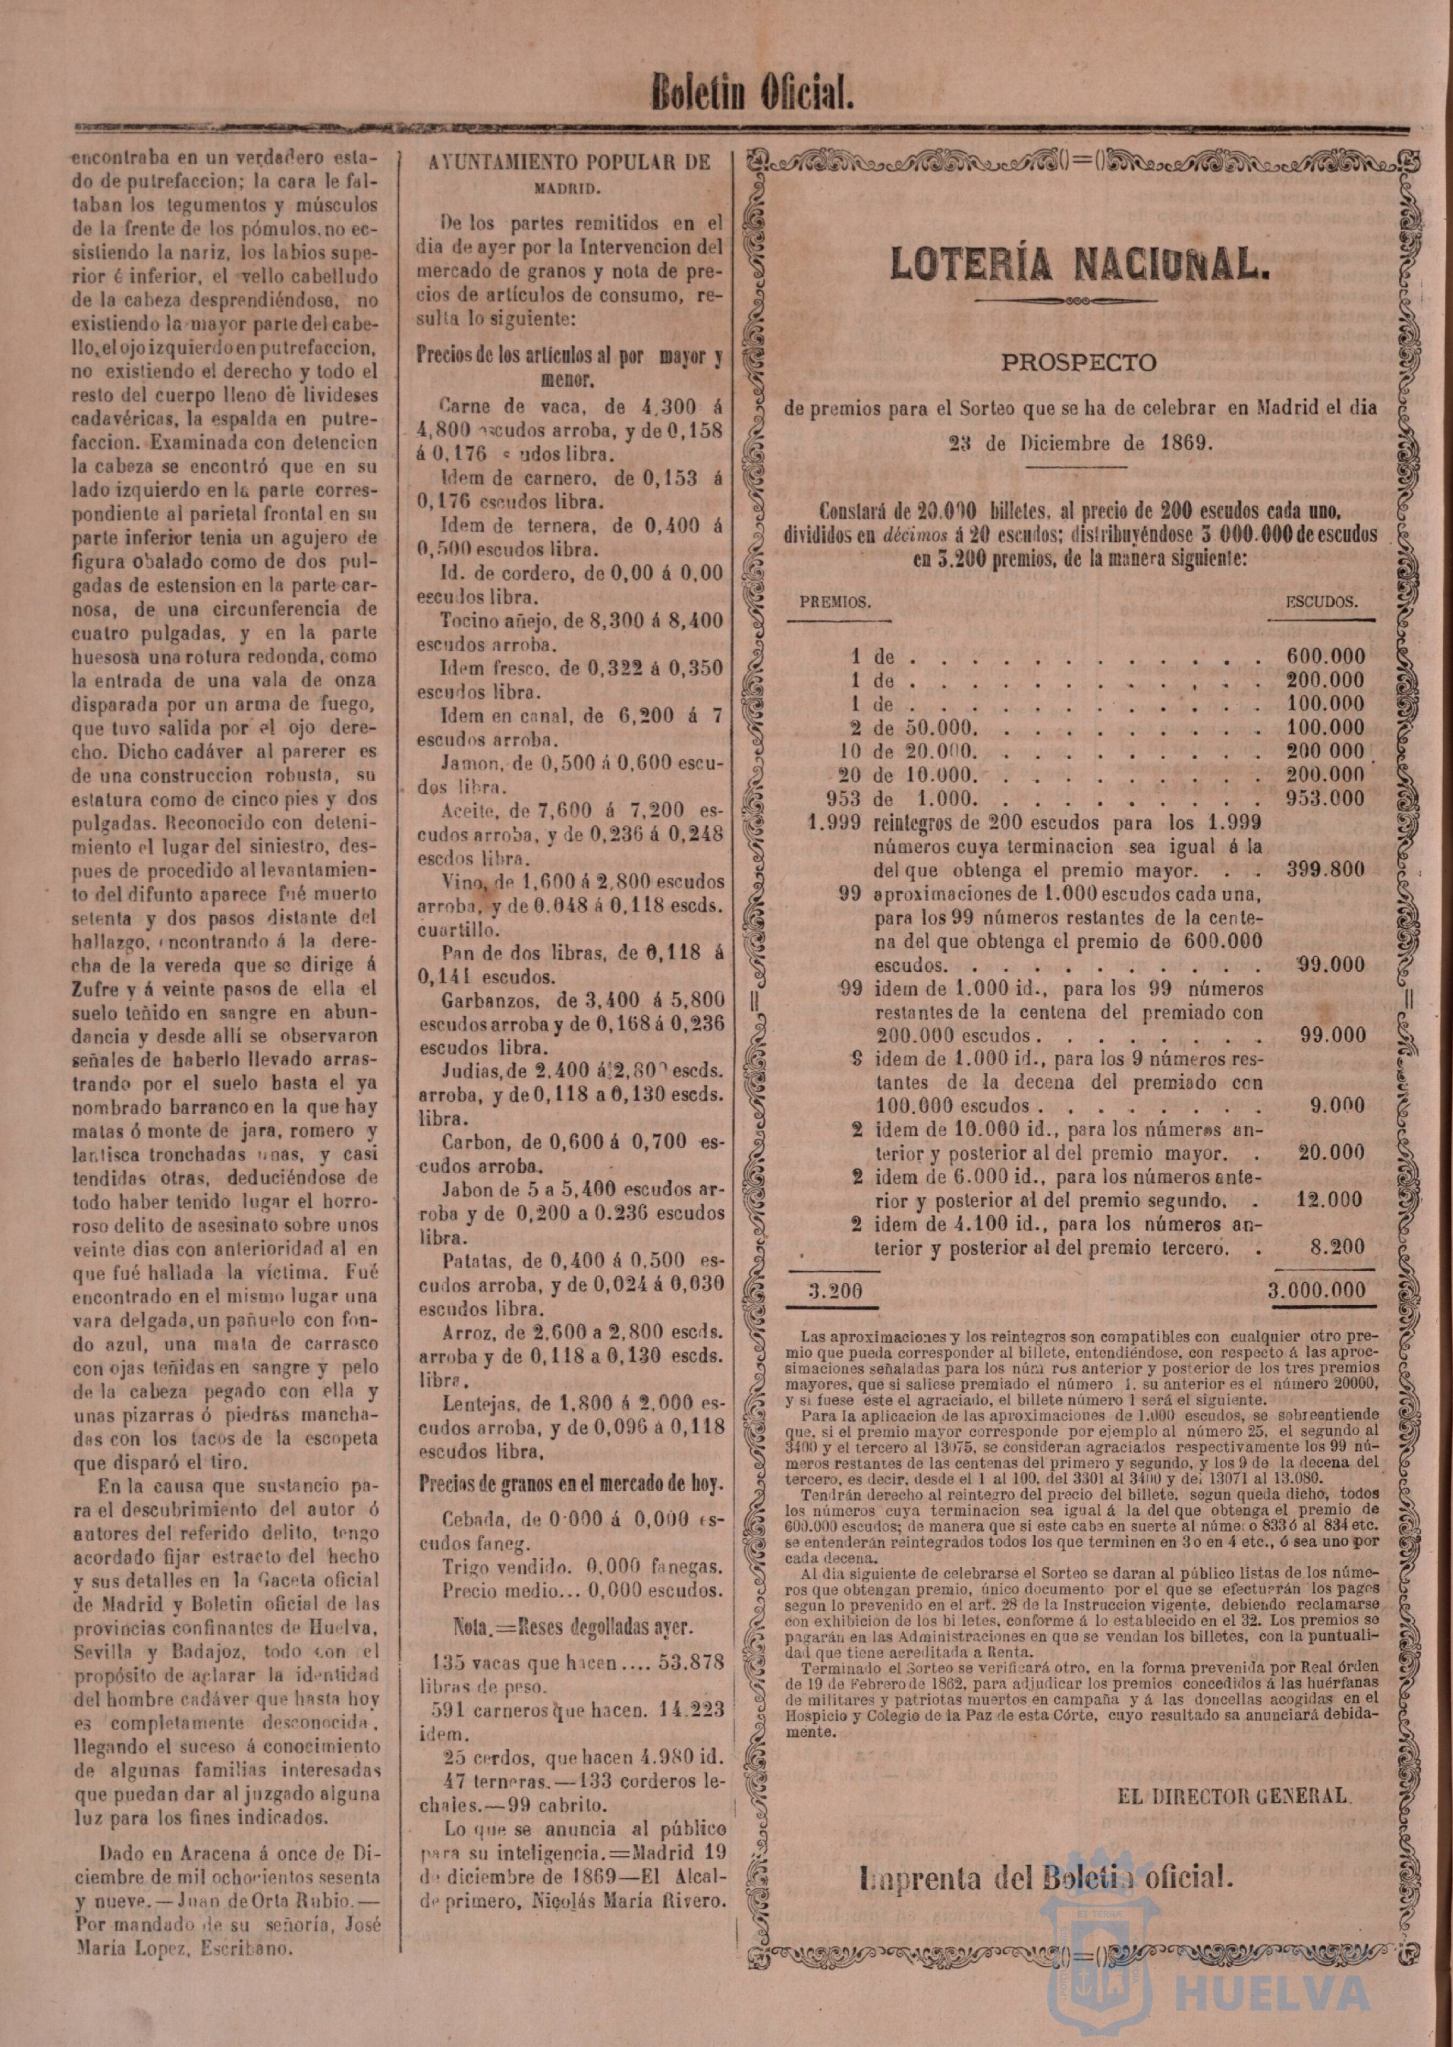 Boletin Oficial.
encontraba en un verdadero esta-
do de putrefaccion; la cara le fal-
taban los tegumentos y músculos
de la frente de los pómulos, no ec-
sistiendo la nariz, los labios supe-
rior é inferior, el vello cabelludo
de la cabeza desprendiéndose, no
existiendo la mayor parte del cabe-
llo, el ojo izquierdo en putrefaccion,
no existiendo el derecho y todo el
resto del cuerpo lleno de livideses
cadavéricas, la espalda en putre-
faccion. Examinada con detencion
la cabeza se encontró que en su
lado izquierdo en la parte corres-
pondiente al parietal frontal en su
parte inferior tenia un agujero de
figura obalado como de dos pul-
gadas de estension en la parte car-
nosa, de una circunferencia de
cuatro pulgadas, y en la parte
huesosa una rotura redonda, como
la entrada de una vala de onza
disparada por un arma de fuego,
que tuvo salida por el ojo dere-
cho. Dicho cadáver al parerer es
de una construccion robusta, su
estatura como de cinco pies y dos
pulgadas. Reconocido con deteni-
miento el lugar del siniestro, des-
pues de procedido al levantamien-
to del difunto aparece fué muerto
setenta y dos pasos distante del
hallazgo, encontrando á la dere-
cha de la vereda que se dirige á
Zufre y á veinte pasos de ella el
suelo teñido en sangre en abun-
dancia y desde allí se observaron
señales de haberlo llevado arras-
trando por el suelo hasta el ya
nombrado barranco en la que hay
matas ó monte de jara, romero y
lantisca tronchadas unas, y casi
tendidas otras, deduciéndose de
todo haber tenido lugar el horro-
roso delito de asesinato sobre unos
veinte dias con anterioridad al en
que fué hallada la víctima. Fué
encontrado en el mismo lugar una
vara delgada, un pañuelo con fon-
do azul, una mata de carrasco
con ojas teñidas en sangre y pelo
de la cabeza pegado con ella y
unas pizarras ó piedras mancha-
das con los tacos de la escopeta
que disparó el tiro.
En la causa que sustancio pa-
ra el descubrimiento del autor ó
autores del referido delito, tengo
acordado fijar estracto del hecho
y sus detalles en la Gaceta oficial
de Madrid y Boletin oficial de las
provincias confinantes de Huelva,
Sevilla y Badajoz, todo con el
propósito de aclarar la identidad
del hombre cadáver que hasta hoy
es completamente desconocida,
llegando el suceso á conocimiento
de algunas familias interesadas
que puedan dar al juzgado alguna
luz para los fines indicados.
Dado en Aracena á once de Di-
ciembre de mil ochocientos sesenta
y nueve.—Juan de Orta Rubio.—
Por mandado de su señoría, José
María Lopez, Escribano.
AYUNTAMIENTO POPULAR DE
MADRID.
De los partes remitidos en el
dia de ayer por la Intervencion del
mercado de granos y nota de pre-
cios de artículos de consumo, re-
sulta lo siguiente:
Precios de los artículos al por mayor y
menor.
Carne de vaca, de 4,300 á
4,800 escudos arroba, y de 0,158
á 0,176 escudos libra.
Idem de carnero, de 0,153 á
0,176 escudos libra.
Idem de ternera, de 0,400 á
0,500 escudos libra.
Id. de cordero, de 0,00 á 0,00
escudos libra.
Tocino añejo, de 8,300 á 8,400
escudos arroba.
Idem fresco, de 0,322 á 0,350
escudos libra.
Idem en canal, de 6,200 á 7
escudos arroba.
Jamon, de 0,500 á 0,600 escu-
dos libra.
Aceite, de 7,600 á 7,200 es-
cudos arroba, y de 0,236 á 0,248
escdos libra.
Vino, de 1,600 á 2,800 escudos
arroba, y de 0.048 á 0,118 escds.
cuartillo.
Pan de dos libras, de 0,118 á
0,141 escudos.
Garbanzos, de 3,400 á 5,800
escudos arroba y de 0,168 á 0,236
escudos libra.
Judías, de 2,400 á 2,800 escds.
arroba, y de 0,118 a 0,130 escds.
libra.
Carbon, de 0,600 á 0,700 es-
cudos arroba.
Jabon de 5 a 5,400 escudos ar-
roba y de 0,200 a 0.236 escudos
libra.
Patatas, de 0,400 á 0,500 es-
cudos arroba, y de 0,024 á 0,030
escudos libra.
Arroz, de 2,600 a 2,800 escds.
arroba y de 0,118 a 0,130 escds.
libra.
Lentejas, de 1,800 á 2,000 es-
cudos arroba, y de 0,096 á 0,118
escudos libra,
Precios de granos en el mercado de hoy.
Cebada, de 0·000 á 0,000 es-
cudos faneg.
Trigo vendido. 0,000 fanegas.
Precio medio... 0,000 escudos.
Nota.=Reses degolladas ayer.
135 vacas que hacen.... 53.878
libras de peso.
591 carneros que hacen. 14.223
idem.
25 cerdos, que hacen 4.980 id.
47 terneras.—133 corderos le-
chales.—99 cabrito.
Lo que se anuncia al público
para su inteligencia.=Madrid 19
de diciembre de 1869—El Alcal-
de primero, Nicolás María Rivero.
LOTERÍA NACIONAL.
PROSPECTO
de premios para el Sorteo que se ha de celebrar en Madrid el dia
23 de Diciembre de 1869.
Constará de 20.000 billetes, al precio de 200 escudos cada uno,
divididos en décimos á 20 escudos; distribuyéndose 3 000.000 de escudos
en 3.200 premios, de la manera siguiente:
PREMIOS. ESCUDOS.
1 de . . . . . . . . . . . . 600.000
1 de . . . . . . . . . . . . 200.000
1 de . . . . . . . . . . . . 100.000
2 de 50.000. . . . . . . . . . 100.000
10 de 20.000. . . . . . . . . . 200 000
20 de 10.000. . . . . . . . . . 200.000
953 de 1.000. . . . . . . . . . 953.000
1.999 reintegros de 200 escudos para los 1.999
números cuya terminacion sea igual á la
del que obtenga el premio mayor. . . 399.800
99 aproximaciones de 1.000 escudos cada una,
para los 99 números restantes de la cente-
na del que obtenga el premio de 600.000
escudos. . . . . . . . . . . 99.000
99 idem de 1.000 id., para los 99 números
restantes de la centena del premiado con
200.000 escudos . . . . . . . . 99.000
9 idem de 1.000 id., para los 9 números res-
tantes de la decena del premiado con
100.000 escudos . . . . . . . . 9.000
2 idem de 10.000 id., para los números an-
terior y posterior al del premio mayor. . 20.000
2 idem de 6.000 id., para los números ante-
rior y posterior al del premio segundo. . 12.000
2 idem de 4.100 id., para los números an-
terior y posterior al del premio tercero. . 8.200
3.200 3.000.000
Las aproximaciones y los reintegros son compatibles con cualquier otro pre-
mio que pueda corresponder al billete, entendiéndose, con respecto á las aproc-
simaciones señaladas para los números anterior y posterior de los tres premios
mayores, que si saliese premiado el número 1, su anterior es el número 20000,
y si fuese este el agraciado, el billete número 1 será el siguiente.
Para la aplicacion de las aproximaciones de 1.000 escudos, se sobreentiende
que, si el premio mayor corresponde por ejemplo al número 25, el segundo al
3400 y el tercero al 13075, se consideran agraciados respectivamente los 99 nú-
meros restantes de las centenas del primero y segundo, y los 9 de la decena del
tercero, es decir, desde el 1 al 100, del 3301 al 3400 y del 13071 al 13.080.
Tendrán derecho al reintegro del precio del billete, segun queda dicho, todos
los números cuya terminacion sea igual á la del que obtenga el premio de
600.000 escudos; de manera que si este cabe en suerte al número 833 ó al 834 etc.
se entenderán reintegrados todos los que terminen en 3 o en 4 etc., ó sea uno por
cada decena.
Al dia siguiente de celebrarse el Sorteo se daran al público listas de los núme-
ros que obtengan premio, único documento por el que se efectuarán los pagos
segun lo prevenido en el art. 28 de la Instruccion vigente, debiendo reclamarse
con exhibicion de los billetes, conforme á lo establecido en el 32. Los premios se
pagarán en las Administraciones en que se vendan los billetes, con la puntuali-
dad que tiene acreditada a Renta.
Terminado el Sorteo se verificará otro, en la forma prevenida por Real órden
de 19 de Febrero de 1862, para adjudicar los premios concedidos á las huérfanas
de militares y patriotas muertos en campaña y á las doncellas acogidas en el
Hospicio y Colegio de la Paz de esta Córte, cuyo resultado sa anunciará debida-
mente.
EL DIRECTOR GENERAL.
Imprenta del Boletin oficial.
HUELVA